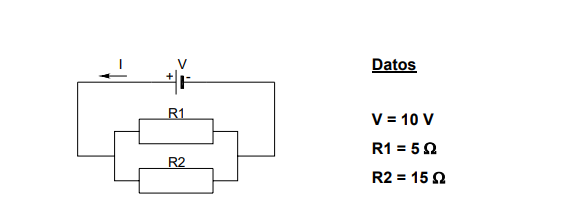 I
V
+ -
R1
R2
Datos
V = 10 V
R1 = 5 Ω
R2 = 15 Ω